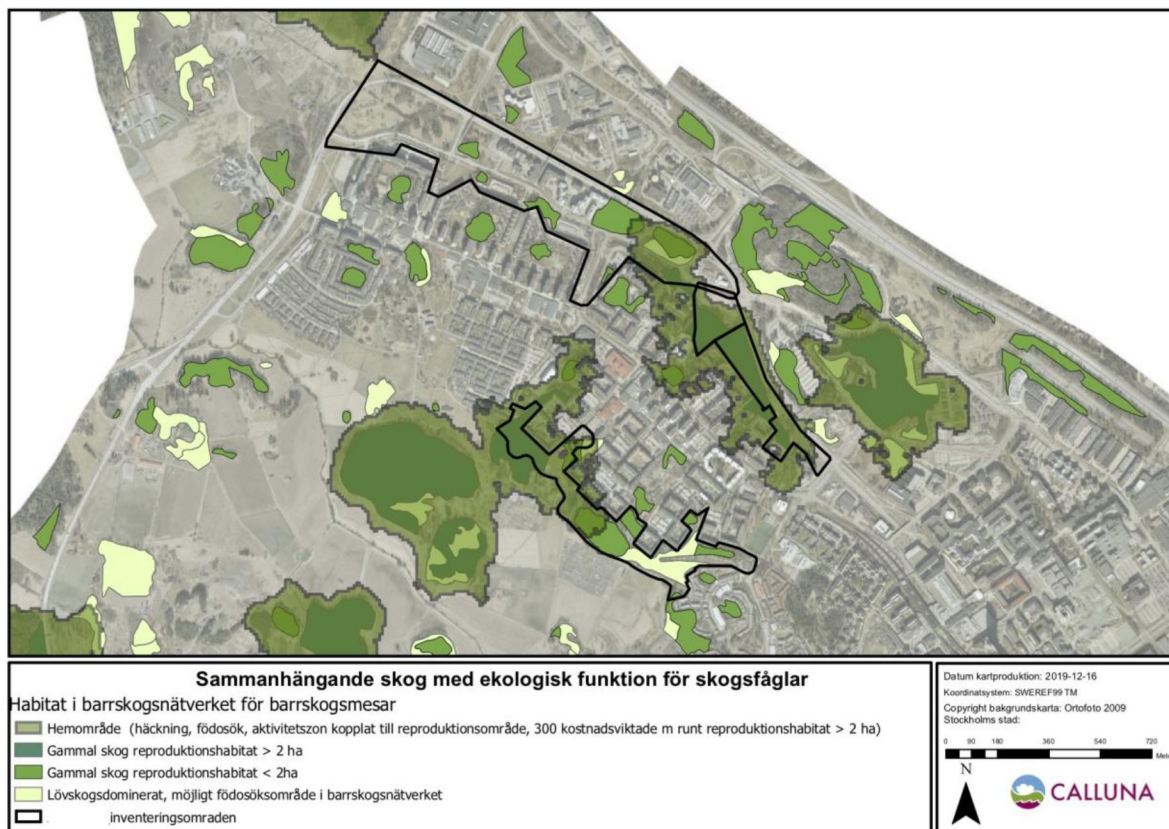 Sammanhängande skog med ekologisk funktion för skogsfåglar
Habitat i barrskogsnätverket för barrskogsmesar
Hemområde (häckning, födosök, aktivitetszon kopplat till reproduktionsområde, 300 kostnadsviktade m runt reproduktionshabitat > 2 ha)
Gammal skog reproduktionshabitat > 2 ha
Gammal skog reproduktionshabitat < 2ha
Lövskogsdominerat, möjligt födosöksområde i barrskogsnätverket
inventeringsomraden
Datum kartproduktion: 2019-12-16
Koordinatsystem: SWEREF99 TM
Copyright bakgrundskarta: Ortofoto 2009
Stockholms stad:
0 90 180 360 540 720
Mete
N
CALLUNA